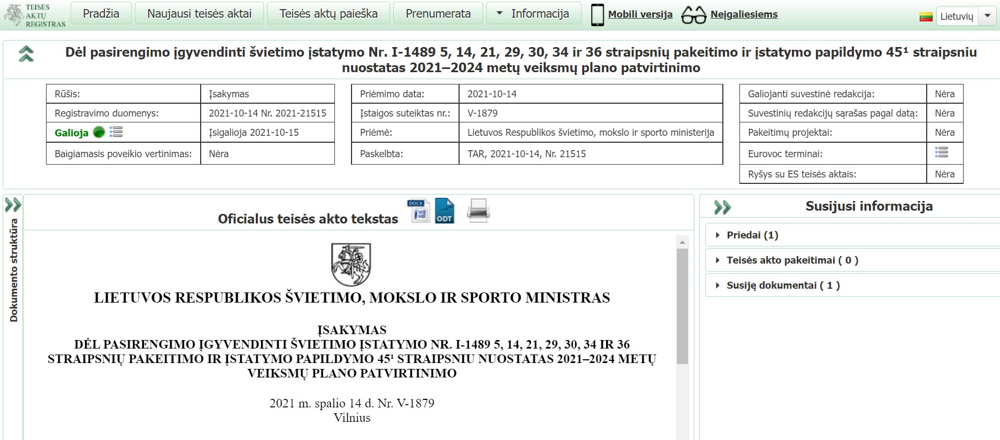 TEISĖS
AKTŲ
REGISTRAS
Pradžia
Naujausi teisės aktai
Teisės aktų paieška
Prenumerata
Informacija
Mobili versija
Neįgaliesiems
Lietuvių
Dėl pasirengimo įgyvendinti švietimo įstatymo Nr. I-1489 5, 14, 21, 29, 30, 34 ir 36 straipsnių pakeitimo ir įstatymo papildymo 45¹ straipsniu
nuostatas 2021–2024 metų veiksmų plano patvirtinimo
Rūšis: Įsakymas
Registravimo duomenys: 2021-10-14 Nr. 2021-21515
Galioja Įsigalioja 2021-10-15
Baigiamasis poveikio vertinimas: Nėra
Priėmimo data: 2021-10-14
Įstaigos suteiktas nr.: V-1879
Priėmė: Lietuvos Respublikos švietimo, mokslo ir sporto ministerija
Paskelbta: TAR, 2021-10-14, Nr. 21515
Galiojanti suvestinė redakcija: Nėra
Suvestinių redakcijų sąrašas pagal datą: Nėra
Pakeitimų projektai: Nėra
Eurovoc terminai:
Ryšys su ES teisės aktais: Nėra
Dokumento struktūra
Oficialus teisės akto tekstas
DOCX
W
ODT
LIETUVOS RESPUBLIKOS ŠVIETIMO, MOKSLO IR SPORTO MINISTRAS
ĮSAKYMAS
DĖL PASIRENGIMO ĮGYVENDINTI ŠVIETIMO ĮSTATYMO NR. I-1489 5, 14, 21, 29, 30, 34 IR 36
STRAIPSNIŲ PAKEITIMO IR ĮSTATYMO PAPILDYMO 45¹ STRAIPSNIU NUOSTATAS 2021–2024 METŲ
VEIKSMŲ PLANO PATVIRTINIMO
2021 m. spalio 14 d. Nr. V-1879
Vilnius
Susijusi informacija
Priedai (1)
Teisės akto pakeitimai ( 0 )
Susiję dokumentai ( 1 )